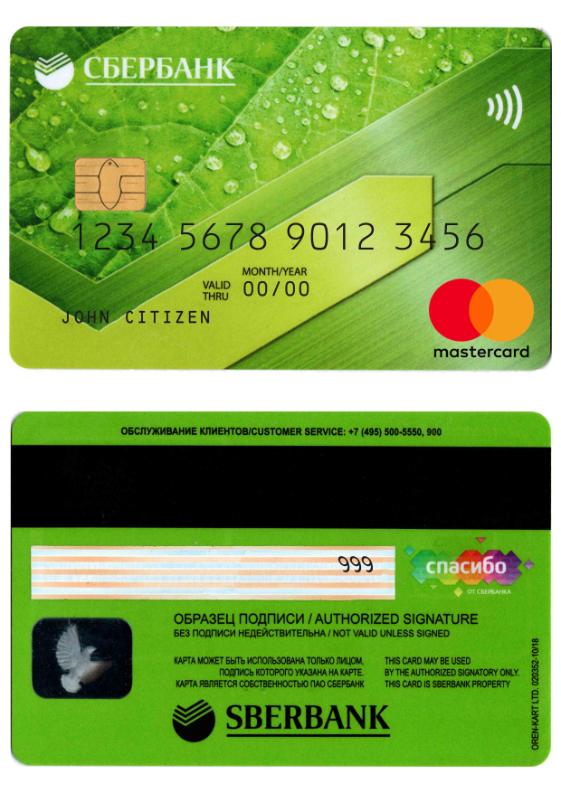 СБЕРБАНК
1234 5678 9012 3456
MONTH/YEAR
VALID THRU 00/00
JOHN CITIZEN
mastercard
ОБСЛУЖИВАНИЕ КЛИЕНТОВ/CUSTOMER SERVICE: +7 (495) 500-5550, 900
999
спасибо
ОТ СБЕРБАНКА
ОБРАЗЕЦ ПОДПИСИ / AUTHORIZED SIGNATURE
БЕЗ ПОДПИСИ НЕДЕЙСТВИТЕЛЬНА / NOT VALID UNLESS SIGNED
КАРТА МОЖЕТ БЫТЬ ИСПОЛЬЗОВАНА ТОЛЬКО ЛИЦОМ,
ПОДПИСЬ КОТОРОГО УКАЗАНА НА КАРТЕ.
КАРТА ЯВЛЯЕТСЯ СОБСТВЕННОСТЬЮ ПАО СБЕРБАНК
THIS CARD MAY BE USED
BY THE AUTHORIZED SIGNATORY ONLY.
THIS CARD IS SBERBANK PROPERTY
SBERBANK
OREN-KART LTD. 020352-10/18